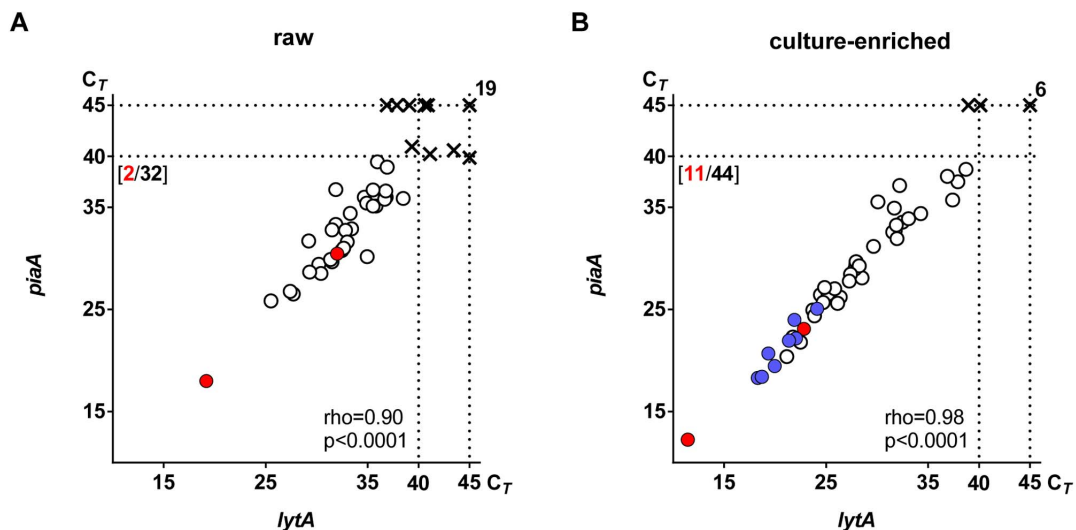 A
raw
C_T
45
19
40
[2/32]
35
piaA
25
15
rho=0.90
p<0.0001
15 25 35 40 45 C_T
lytA
B
culture-enriched
C_T
45
6
40
[11/44]
35
piaA
25
15
rho=0.98
p<0.0001
15 25 35 40 45 C_T
lytA